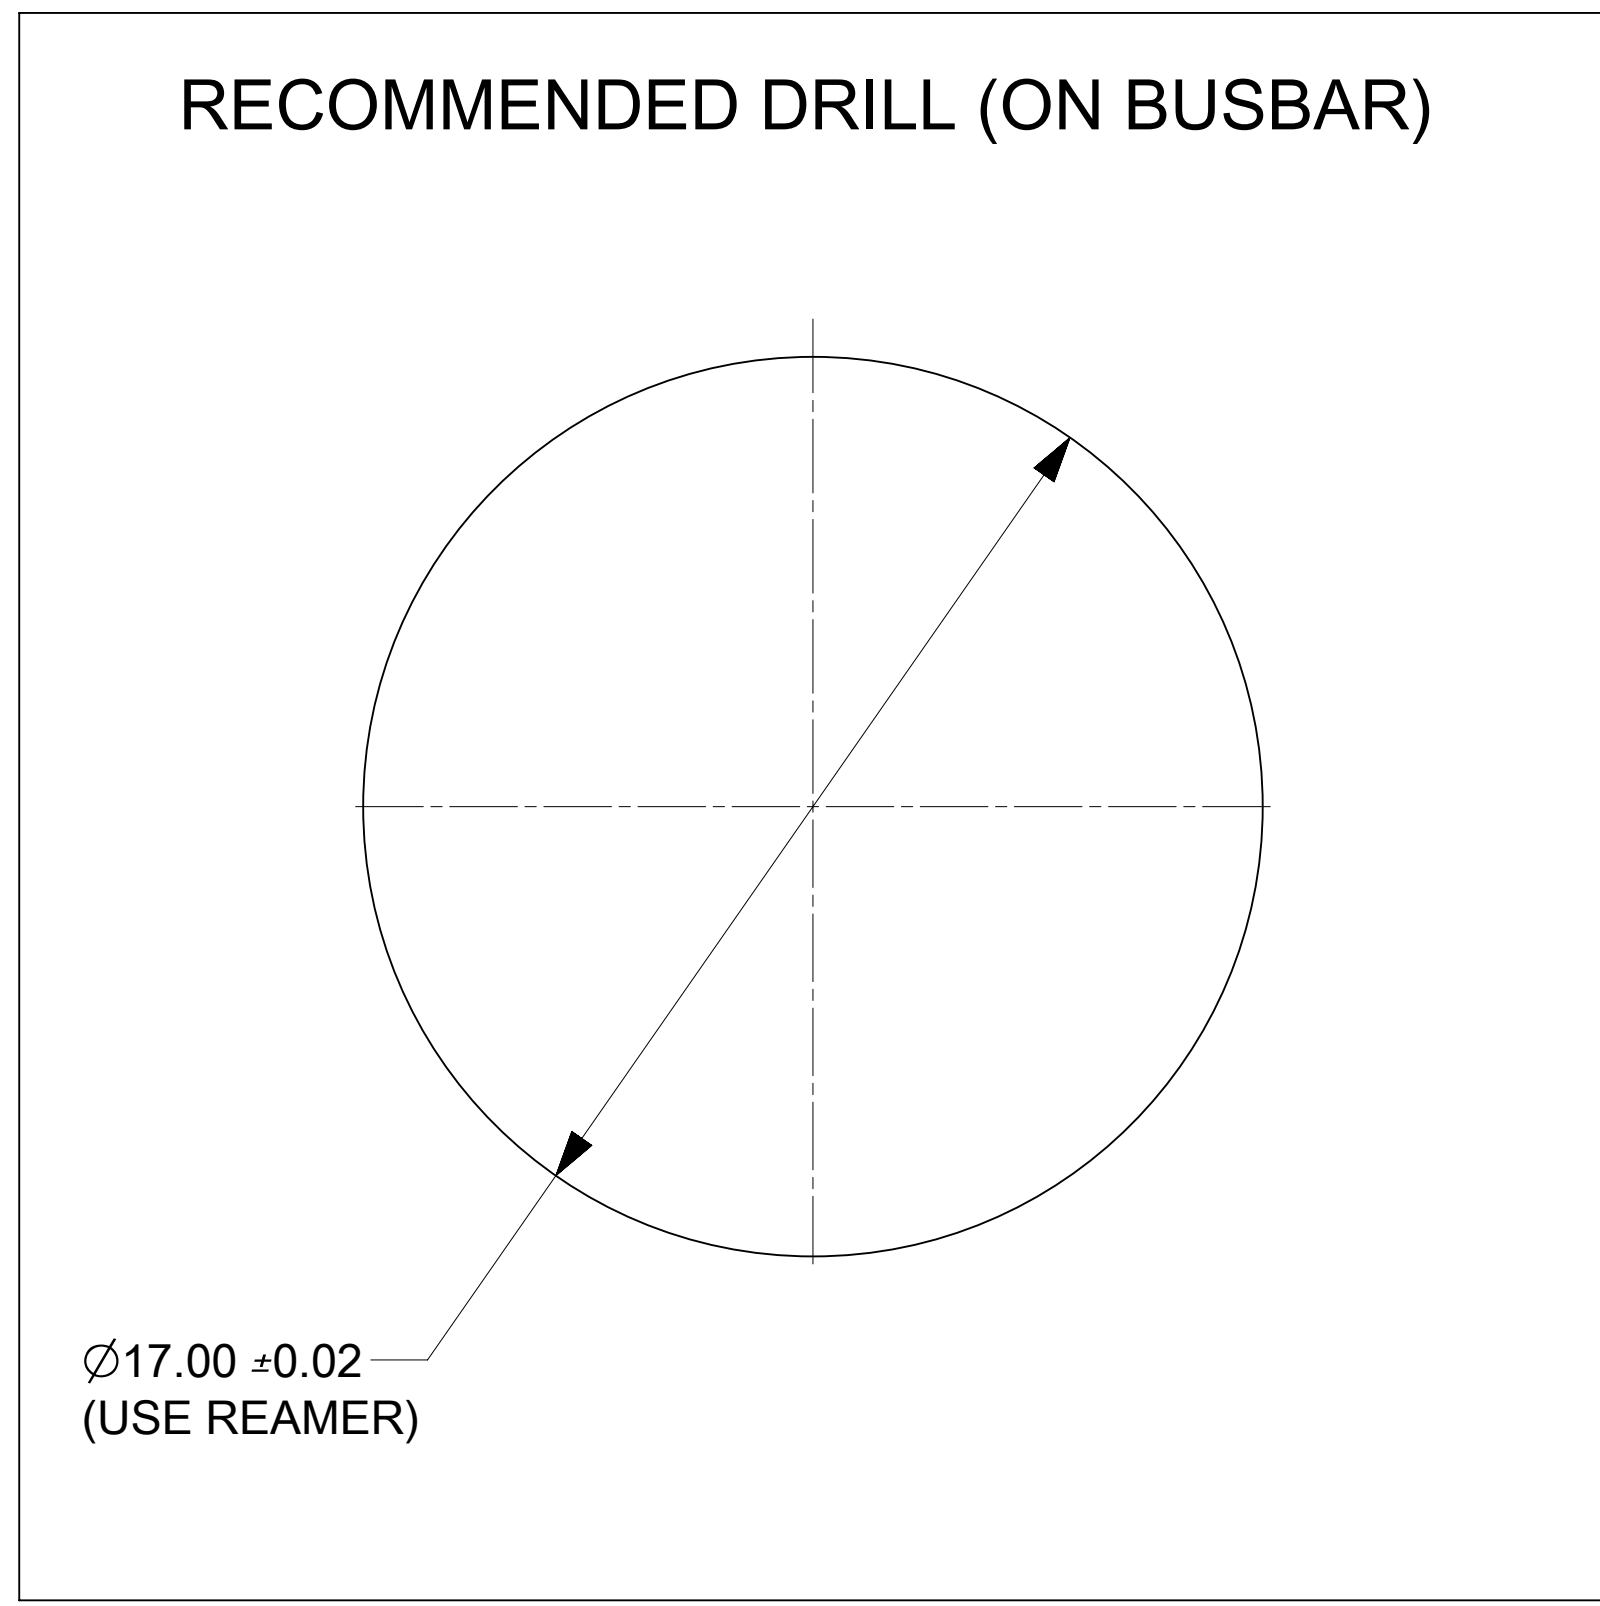 RECOMMENDED DRILL (ON BUSBAR)
∅17.00 ±0.02
(USE REAMER)